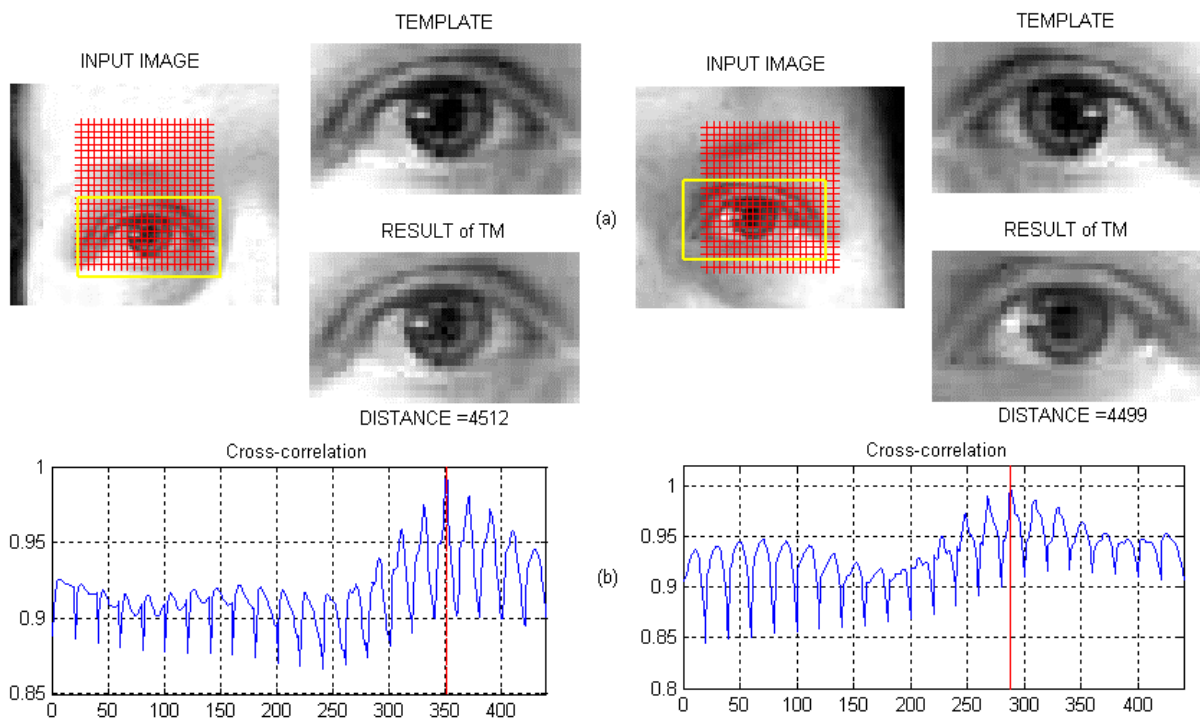 TEMPLATE
INPUT IMAGE
RESULT of TM
DISTANCE =4512
TEMPLATE
INPUT IMAGE
RESULT of TM
DISTANCE =4499
(a)
Cross-correlation
1
0.95
0.9
0.85
0 50 100 150 200 250 300 350 400
(b)
Cross-correlation
1
0.95
0.9
0.85
0.8
0 50 100 150 200 250 300 350 400